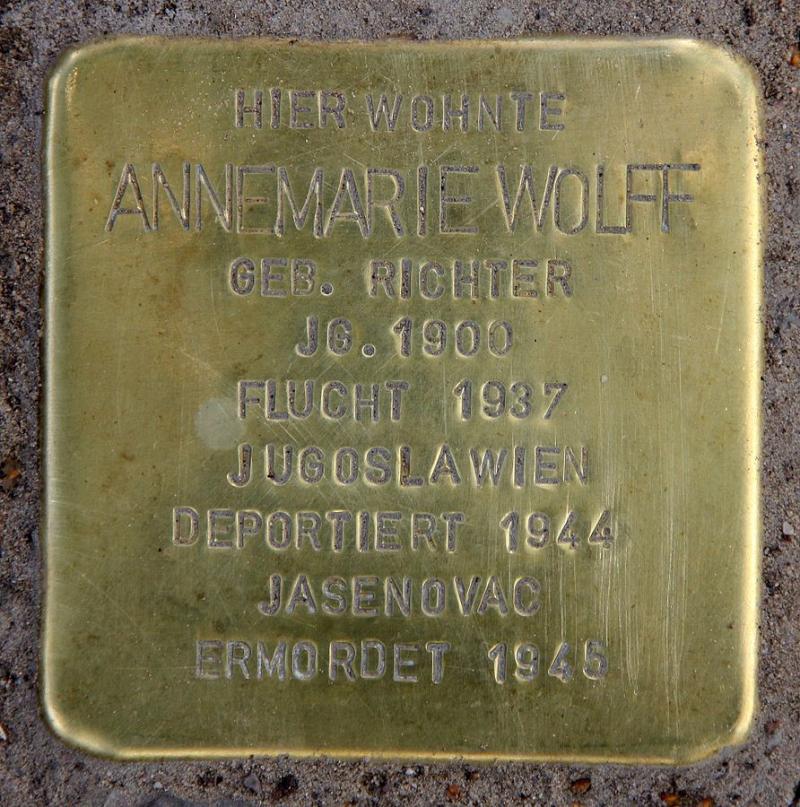 HIER WOHNTE
ANNEMARIE WOLFF
GEB. RICHTER
JG. 1900
FLUCHT 1937
JUGOSLAWIEN
DEPORTIERT 1944
JASENOVAC
ERMORDET 1945